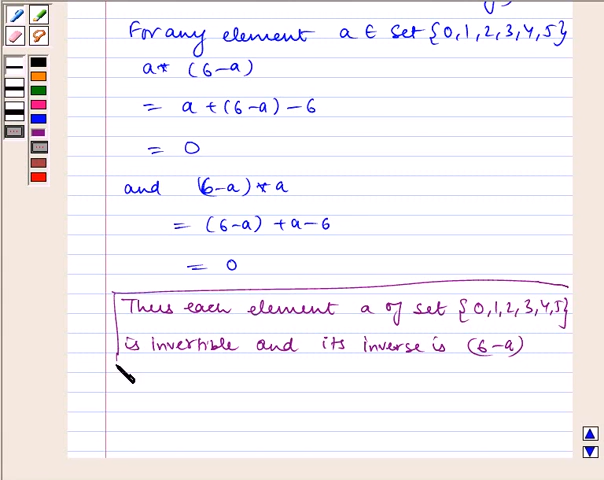 For any element a ∈ set {0,1,2,3,4,5}
a * (6-a)
= a + (6-a) - 6
= 0
and (6-a) * a
= (6-a) + a - 6
= 0
Thus each element a of set {0,1,2,3,4,5}
is invertible and its inverse is (6-a)